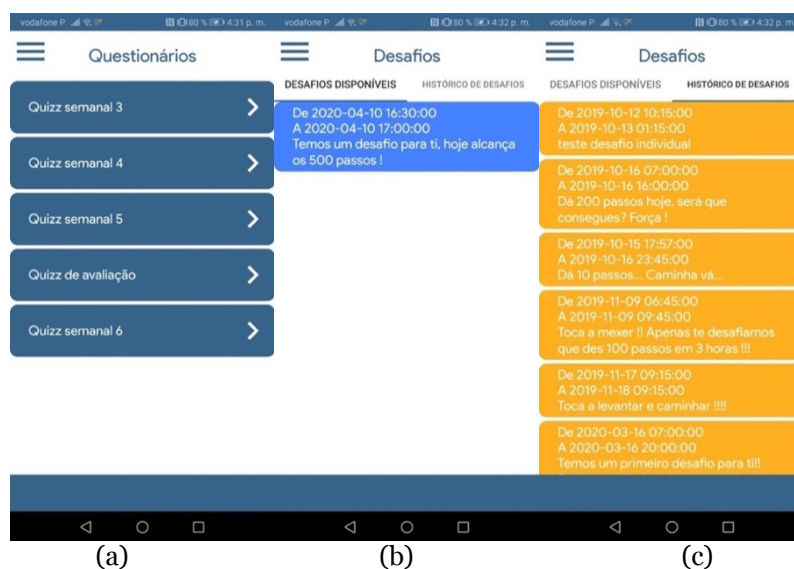 vodafone P 80 % 4:31 p. m.
Questionários
Quizz semanal 3
Quizz semanal 4
Quizz semanal 5
Quizz de avaliação
Quizz semanal 6
(a)
vodafone P 80 % 4:32 p. m.
Desafios
DESAFIOS DISPONÍVEIS HISTÓRICO DE DESAFIOS
De 2020-04-10 16:30:00
A 2020-04-10 17:00:00
Temos um desafio para ti, hoje alcança
os 500 passos !
(b)
vodafone P 80 % 4:32 p. m.
Desafios
DESAFIOS DISPONÍVEIS HISTÓRICO DE DESAFIOS
De 2019-10-12 10:15:00
A 2019-10-13 01:15:00
teste desafio individual
De 2019-10-16 07:00:00
A 2019-10-16 16:00:00
Dá 200 passos hoje, será que
consegues? Força !
De 2019-10-15 17:57:00
A 2019-10-16 23:45:00
Dá 10 passos... Caminha vá...
De 2019-11-09 06:45:00
A 2019-11-09 09:45:00
Toca a mexer !! Apenas te desafiamos
que des 100 passos em 3 horas !!!
De 2019-11-17 09:15:00
A 2019-11-18 09:15:00
Toca a levantar e caminhar !!!!
De 2020-03-16 07:00:00
A 2020-03-16 20:00:00
Temos um primeiro desafio para ti!!
(c)